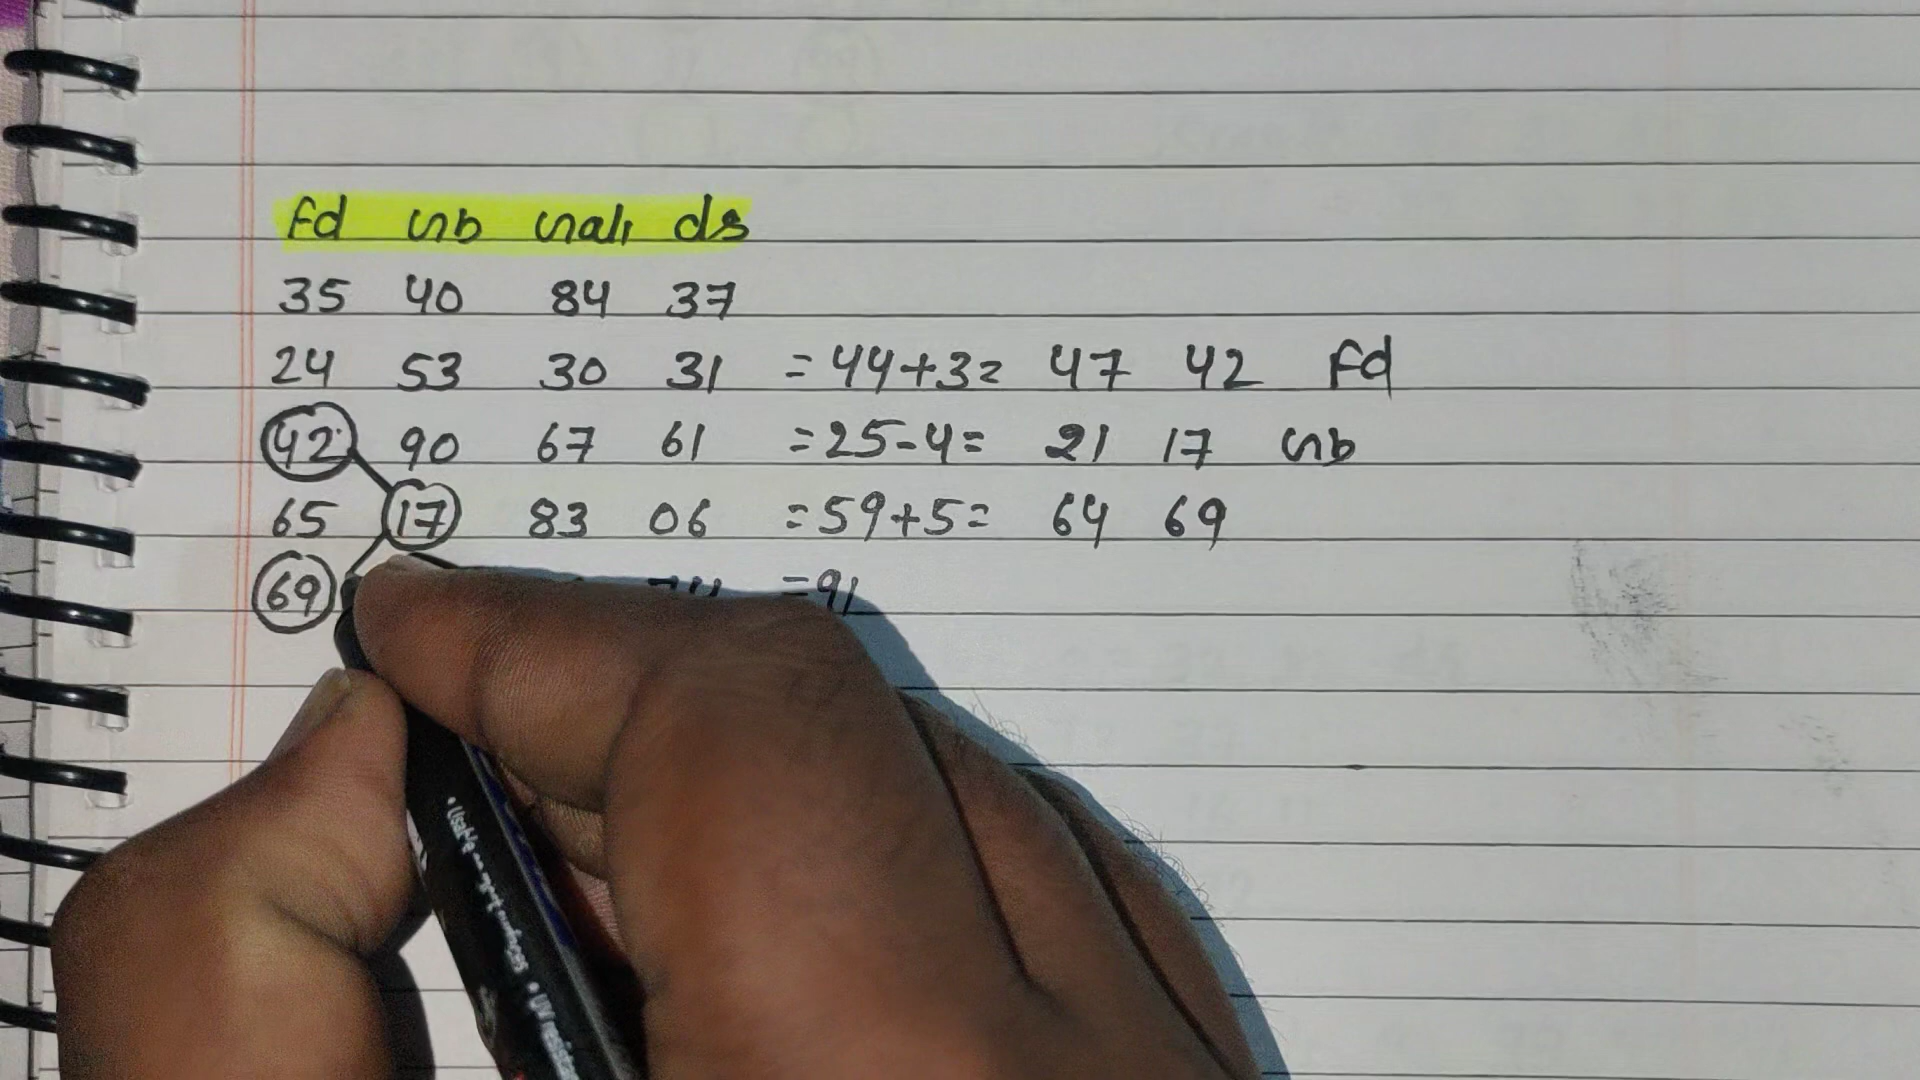 Fd Gb Gali ds
35 40 84 37
24 53 30 31 =44+3= 47 42 Fd
42 90 67 61 =25-4= 21 17 Gb
65 17 83 06 =59+5= 64 69
69 =91